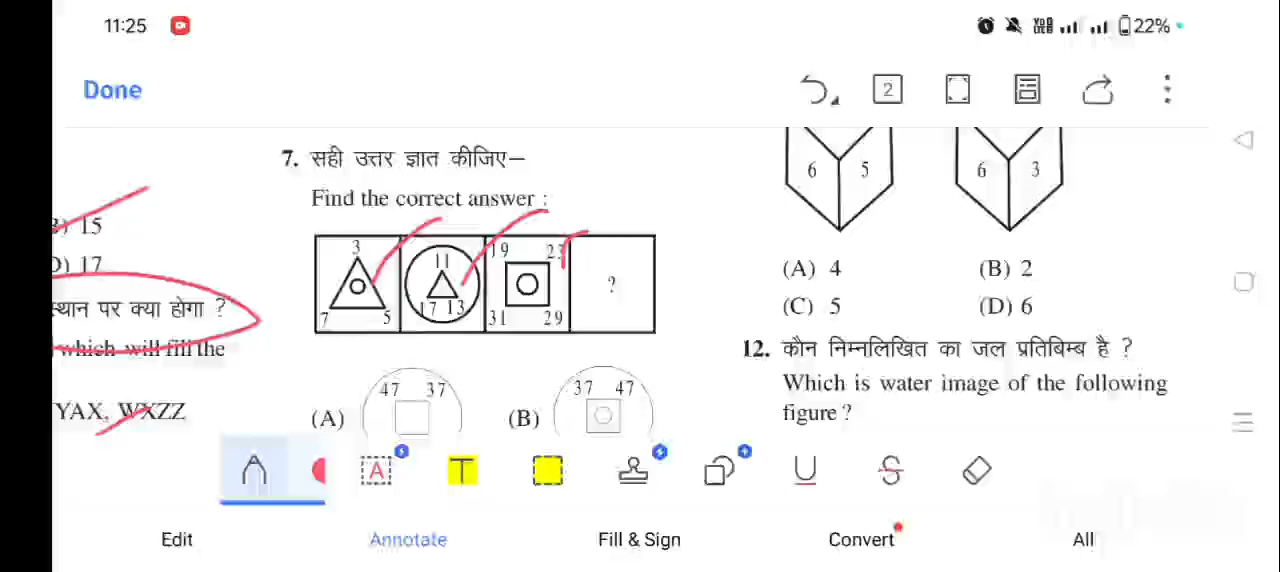 11:25
22%
Done
2
B) 15
D) 17
स्थान पर क्या होगा ?
which will fill the
YAX, WXZZ
7. सही उत्तर ज्ञात कीजिए—
Find the correct answer :
3
7 5
11
17 13
19 23
31 29
?
(A) 47 37
(B) 37 47
6 5
6 3
(A) 4 (B) 2
(C) 5 (D) 6
12. कौन निम्नलिखित का जल प्रतिबिम्ब है ?
Which is water image of the following
figure ?
A T U S
Edit Annotate Fill & Sign Convert All